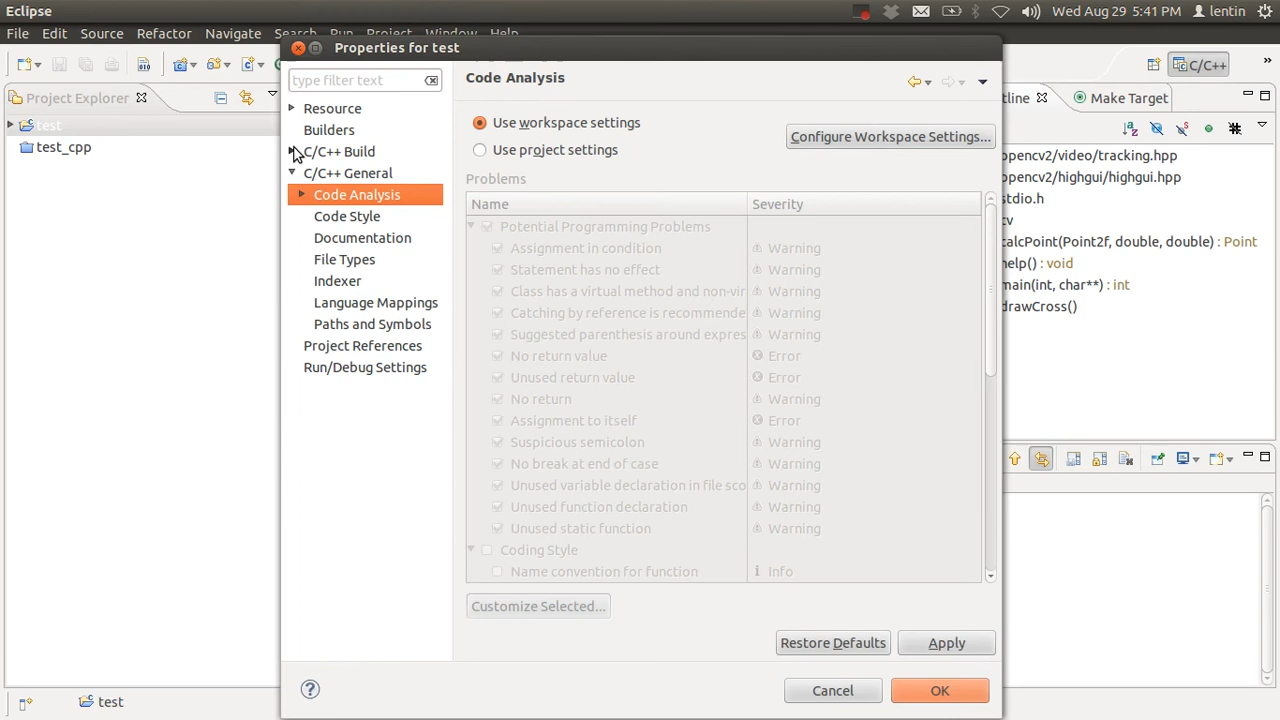 Eclipse
Wed Aug 29 5:41 PM
lentin
File Edit Source Refactor Navigate Search Run Project Window Help
Properties for test
C/C++
Project Explorer
tline
Make Target
test
test_cpp
type filter text
Resource
Builders
C/C++ Build
C/C++ General
Code Analysis
Code Style
Documentation
File Types
Indexer
Language Mappings
Paths and Symbols
Project References
Run/Debug Settings
Code Analysis
Use workspace settings
Use project settings
Configure Workspace Settings...
Problems
Name Severity
Potential Programming Problems
Assignment in condition Warning
Statement has no effect Warning
Class has a virtual method and non-vir Warning
Catching by reference is recommende Warning
Suggested parenthesis around expres Warning
No return value Error
Unused return value Error
No return Warning
Assignment to itself Error
Suspicious semicolon Warning
No break at end of case Warning
Unused variable declaration in file sco Warning
Unused function declaration Warning
Unused static function Warning
Coding Style
Name convention for function Info
Customize Selected...
Restore Defaults
Apply
Cancel
OK
opencv2/video/tracking.hpp
opencv2/highgui/highgui.hpp
stdio.h
cv
calcPoint(Point2f, double, double) : Point
help() : void
main(int, char**) : int
drawCross()
test